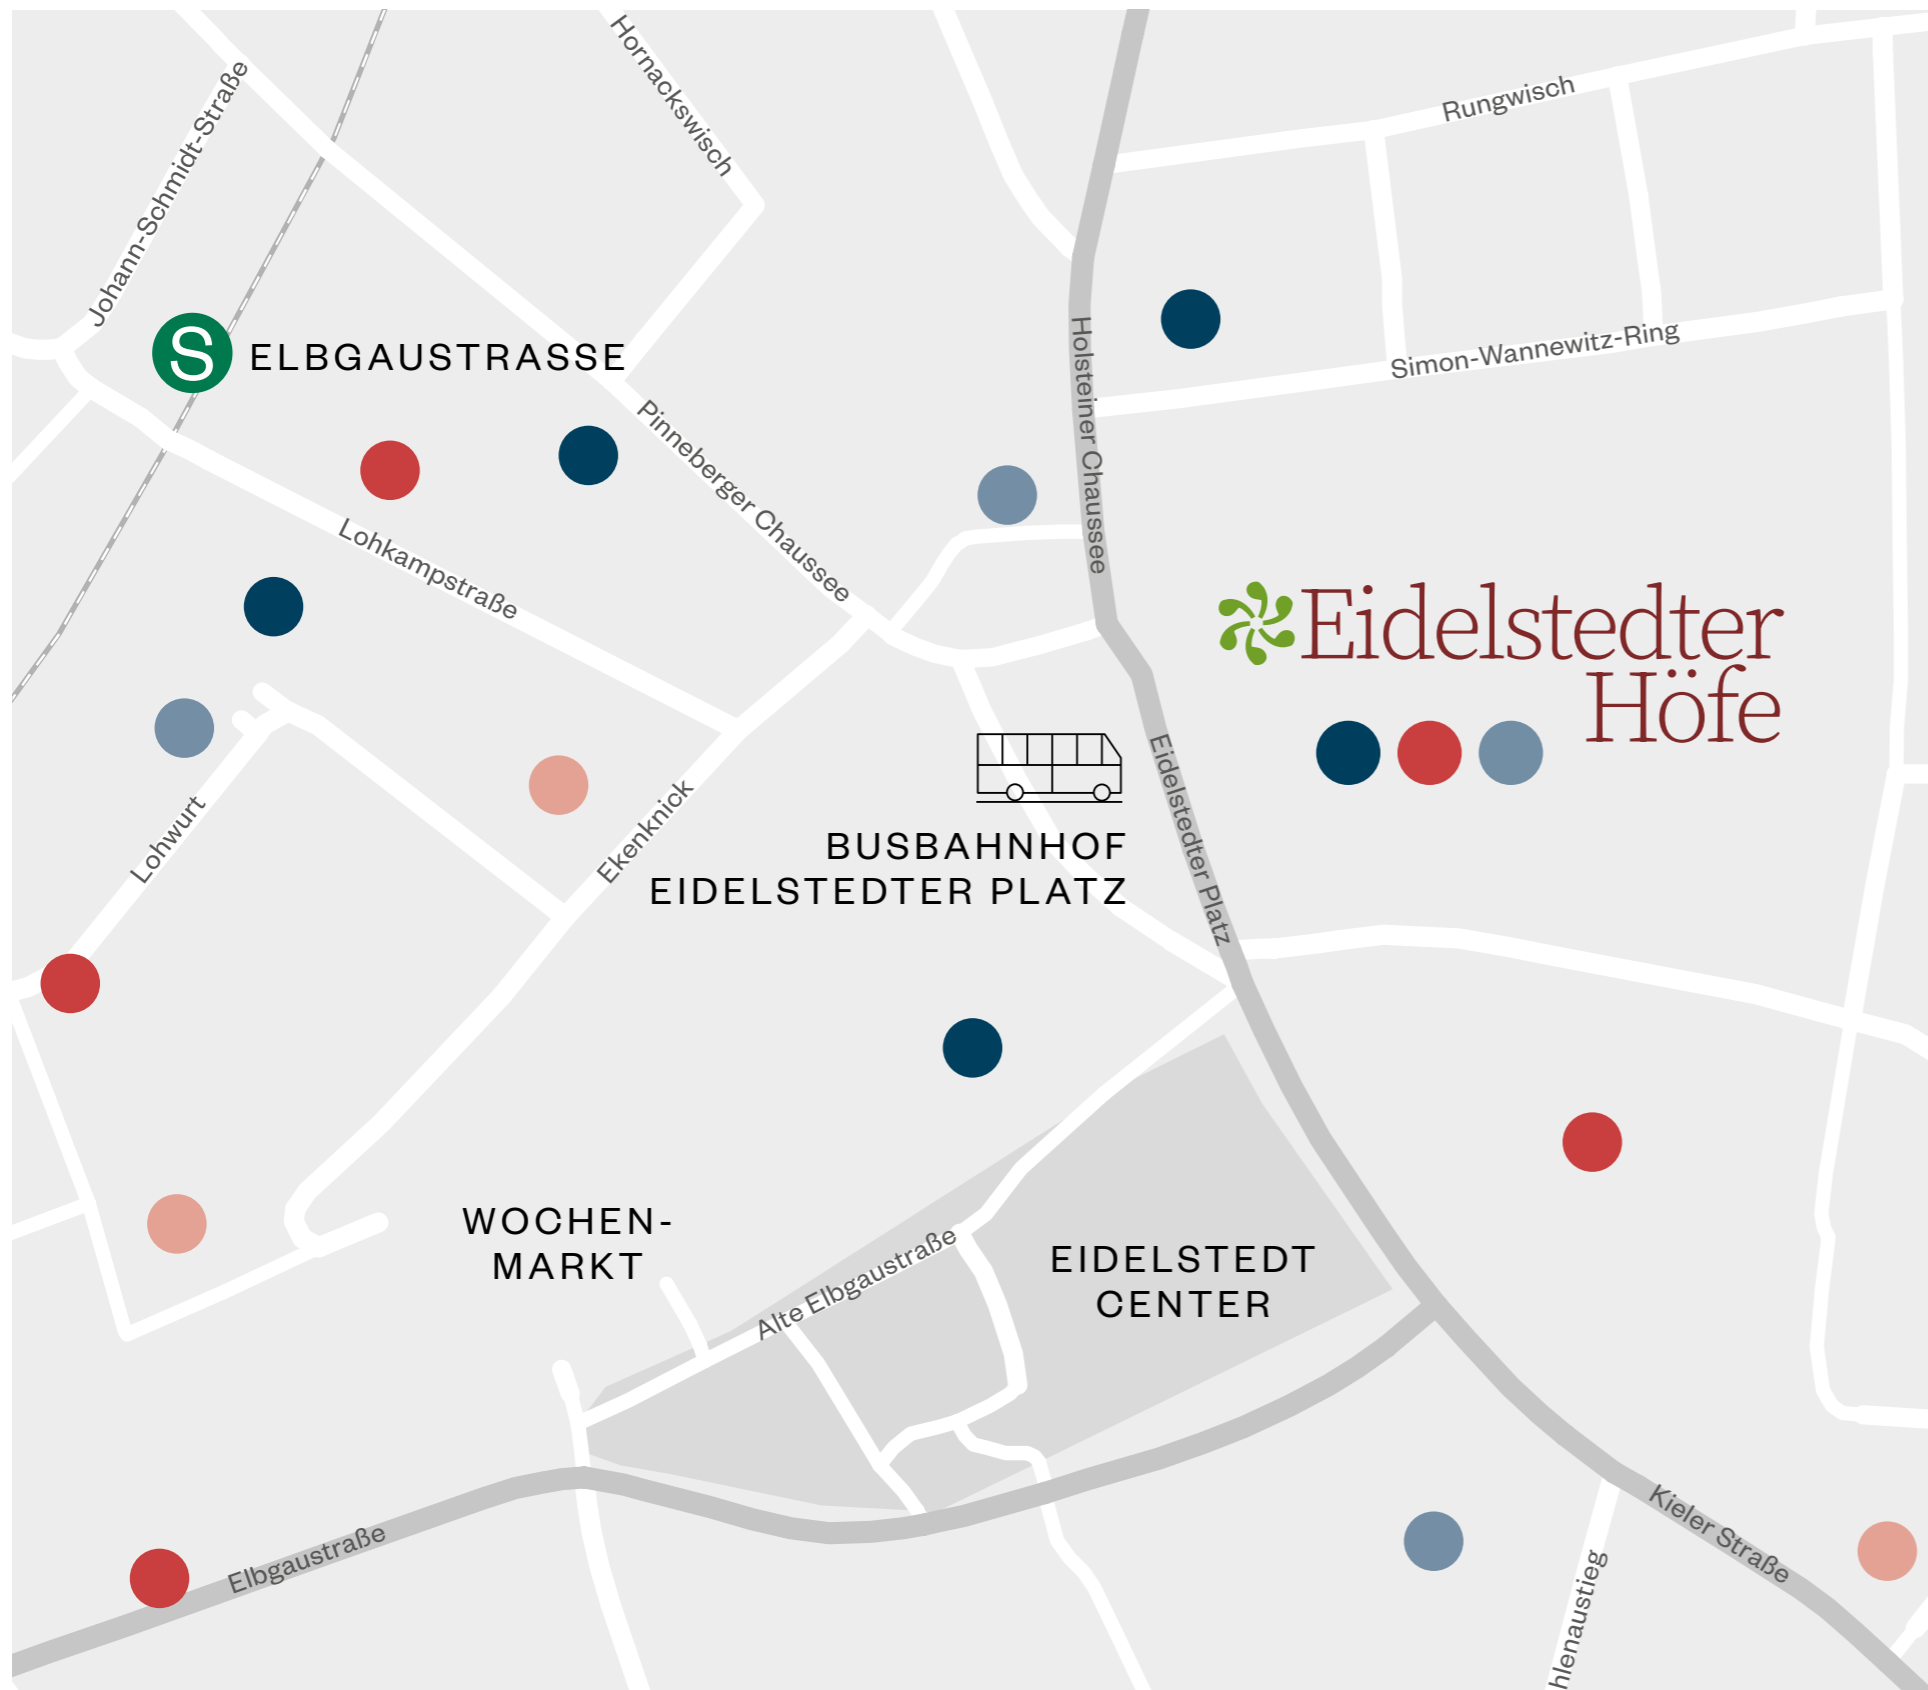 Hornackswisch
Johann-Schmidt-Straße
Rungwisch
S ELBGAUSTRASSE
Simon-Wannewitz-Ring
Holsteiner Chaussee
Pinneberger Chaussee
Lohkampstraße
Eidelstedter
Höfe
Eidelstedter Platz
Lohwurt
Ekenknick
BUSBAHNHOF
EIDELSTEDTER PLATZ
WOCHEN-
MARKT
Alte Elbgaustraße
EIDELSTEDT
CENTER
Elbgaustraße
Kieler Straße
hlenaustieg